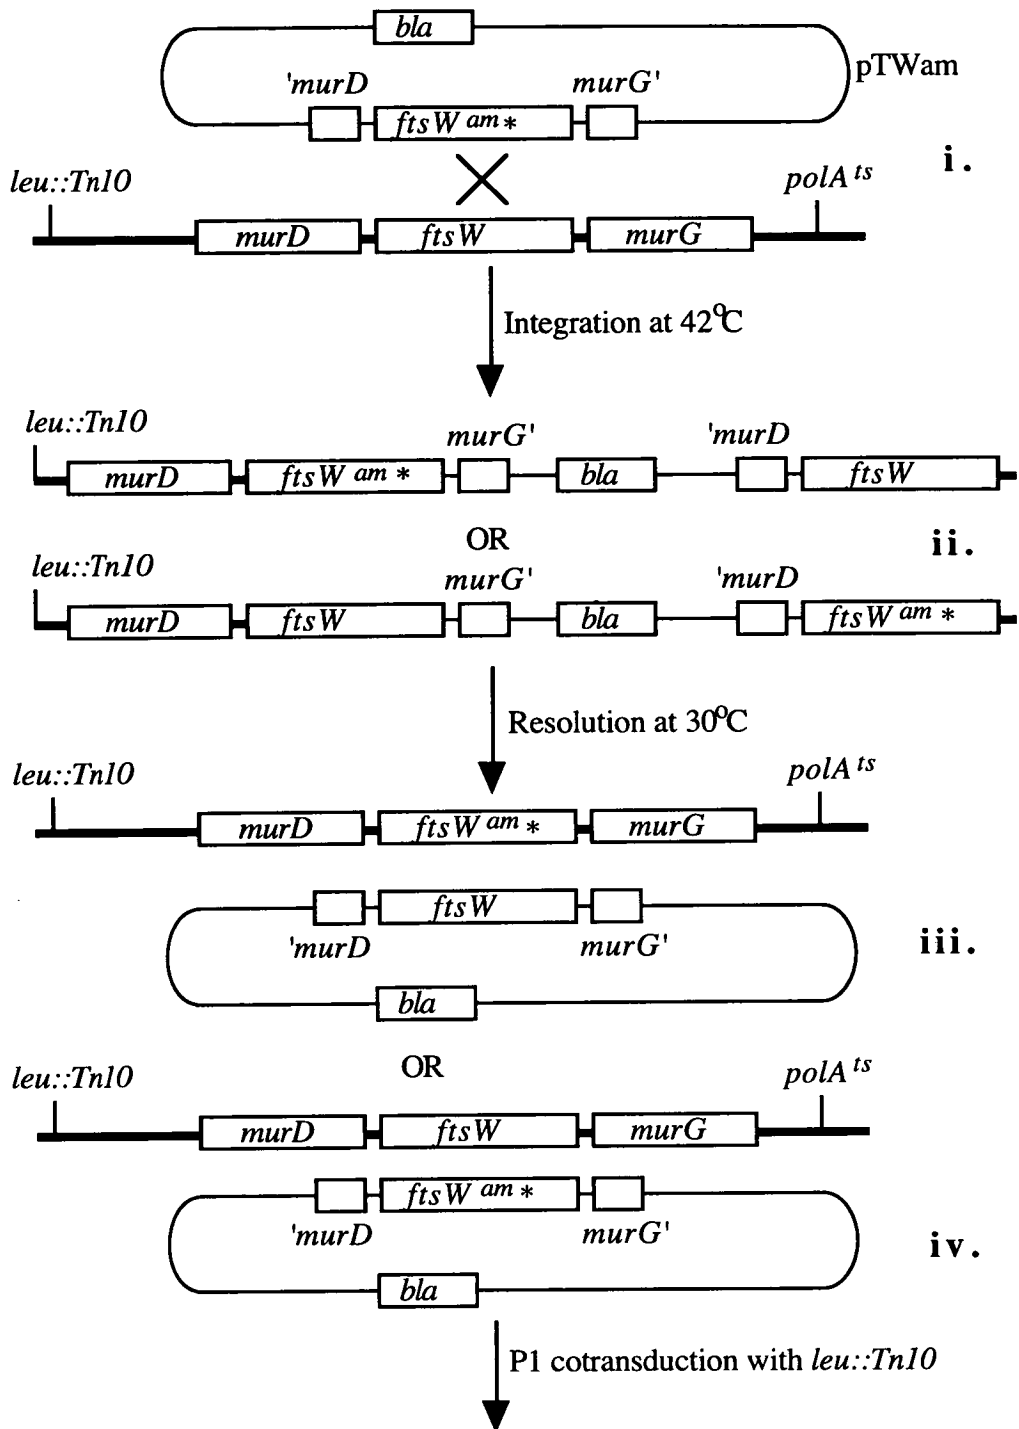 bla
pTWam
'murD murG'
ftsW am *
i.
leu::Tn10 polA ts
murD ftsW murG
Integration at 42°C
leu::Tn10
murG' 'murD
murD ftsW am * bla ftsW
OR
ii.
leu::Tn10
murG' 'murD
murD ftsW bla ftsW am *
Resolution at 30°C
leu::Tn10 polA ts
murD ftsW am * murG
ftsW
'murD murG'
iii.
bla
OR
leu::Tn10 polA ts
murD ftsW murG
ftsW am *
'murD murG'
iv.
bla
P1 cotransduction with leu::Tn10